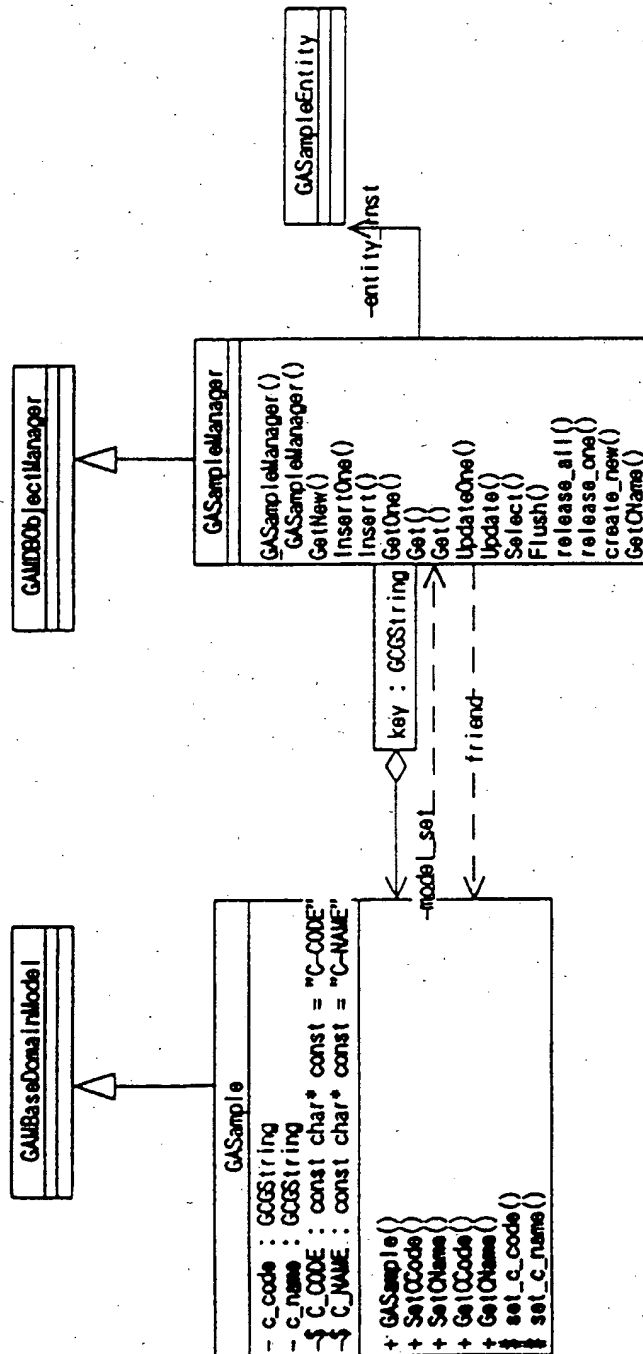 GAMBaseDomainModel
GASample
- c_code : GCGString
- c_name : GCGString
-$ C_CODE : const char* const = "C-CODE"
-$ C_NAME : const char* const = "C-NAME"
+ GASample()
+ SetCCode()
+ SetCName()
+ GetCCode()
+ GetCName()
# set_c_code()
# set_c_name()
-model_set
friend
key : GCGString
GAMDBObjectManager
GASampleManager
GASampleManager()
GASampleManager()
GetNew()
InsertOne()
Insert()
GetOne()
Get()
Get()
UpdateOne()
Update()
Select()
Flush()
release_all()
release_one()
create_new()
GetCName()
-entity_inst
GASampleEntity